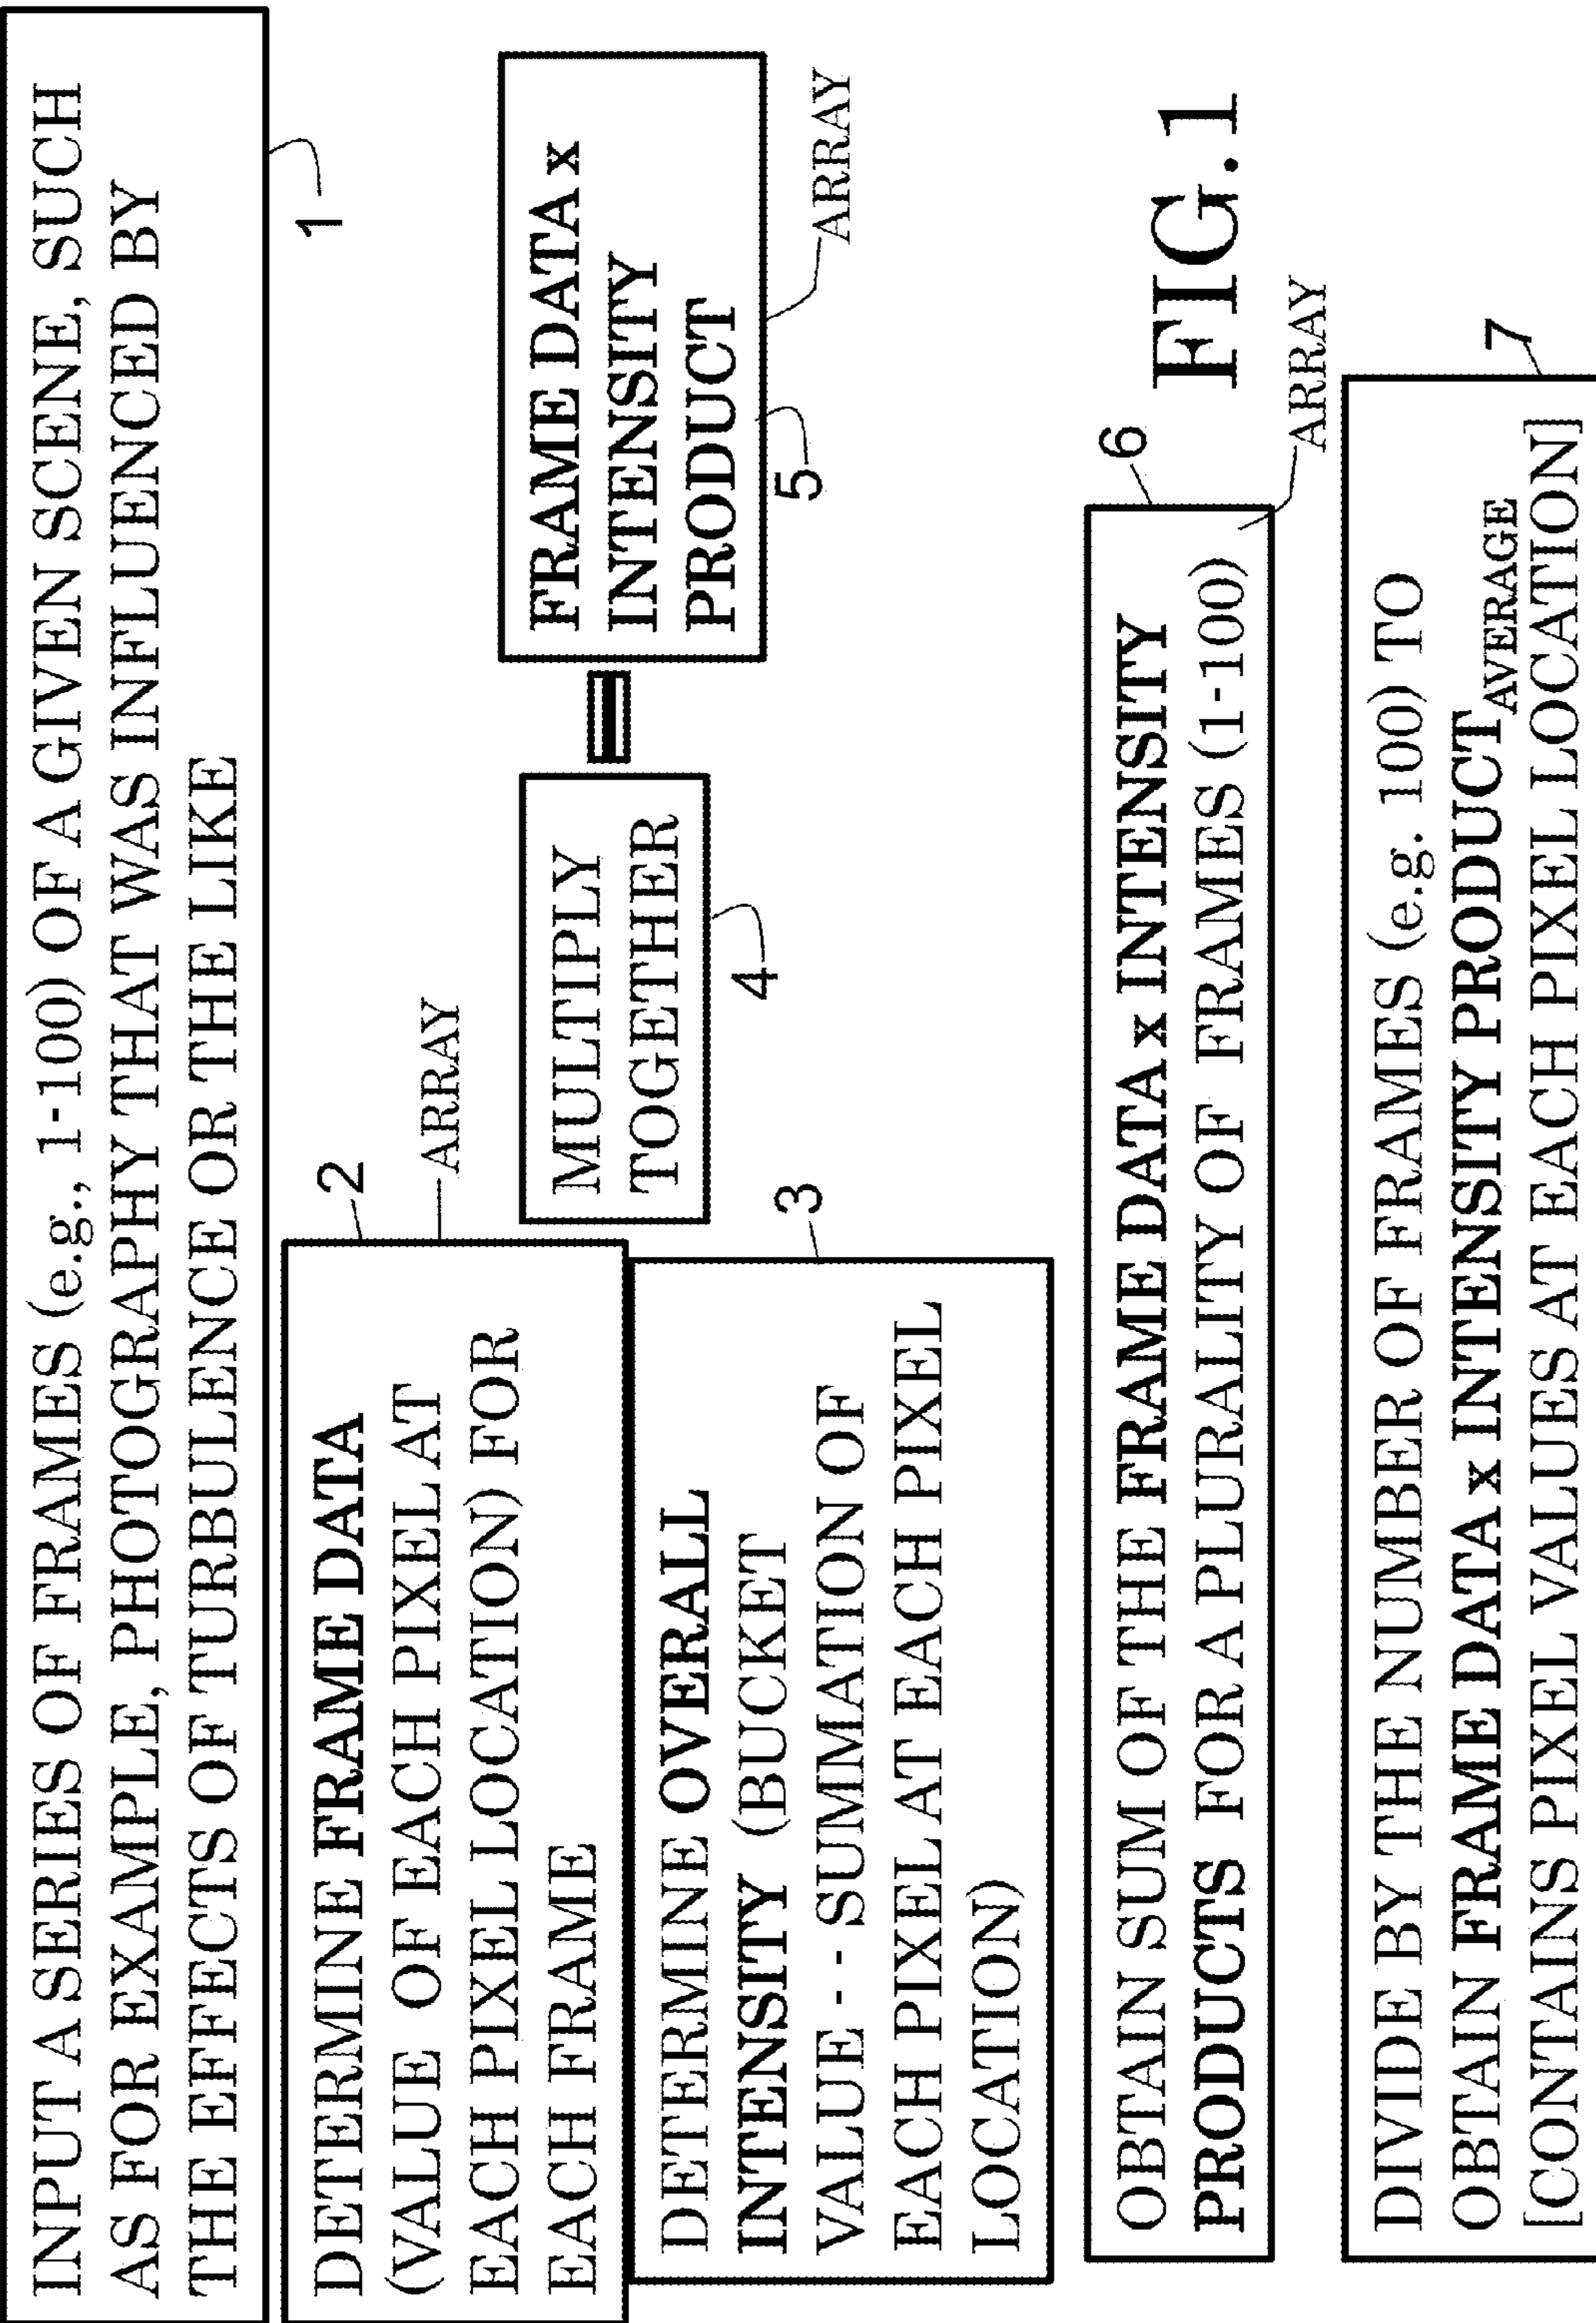 INPUT A SERIES OF FRAMES (e.g., 1-100) OF A GIVEN SCENE, SUCH
AS FOR EXAMPLE, PHOTOGRAPHY THAT WAS INFLUENCED BY
THE EFFECTS OF TURBULENCE OR THE LIKE
1
DETERMINE FRAME DATA
(VALUE OF EACH PIXEL AT
EACH PIXEL LOCATION) FOR
EACH FRAME
2
ARRAY
DETERMINE OVERALL
INTENSITY (BUCKET
VALUE - - SUMMATION OF
EACH PIXEL AT EACH PIXEL
LOCATION)
3
MULTIPLY
TOGETHER
4
=
FRAME DATA x
INTENSITY
PRODUCT
5
ARRAY
OBTAIN SUM OF THE FRAME DATA x INTENSITY
PRODUCTS FOR A PLURALITY OF FRAMES (1-100)
6
ARRAY
FIG.1
DIVIDE BY THE NUMBER OF FRAMES (e.g. 100) TO
OBTAIN FRAME DATA x INTENSITY PRODUCT AVERAGE
[CONTAINS PIXEL VALUES AT EACH PIXEL LOCATION]
7